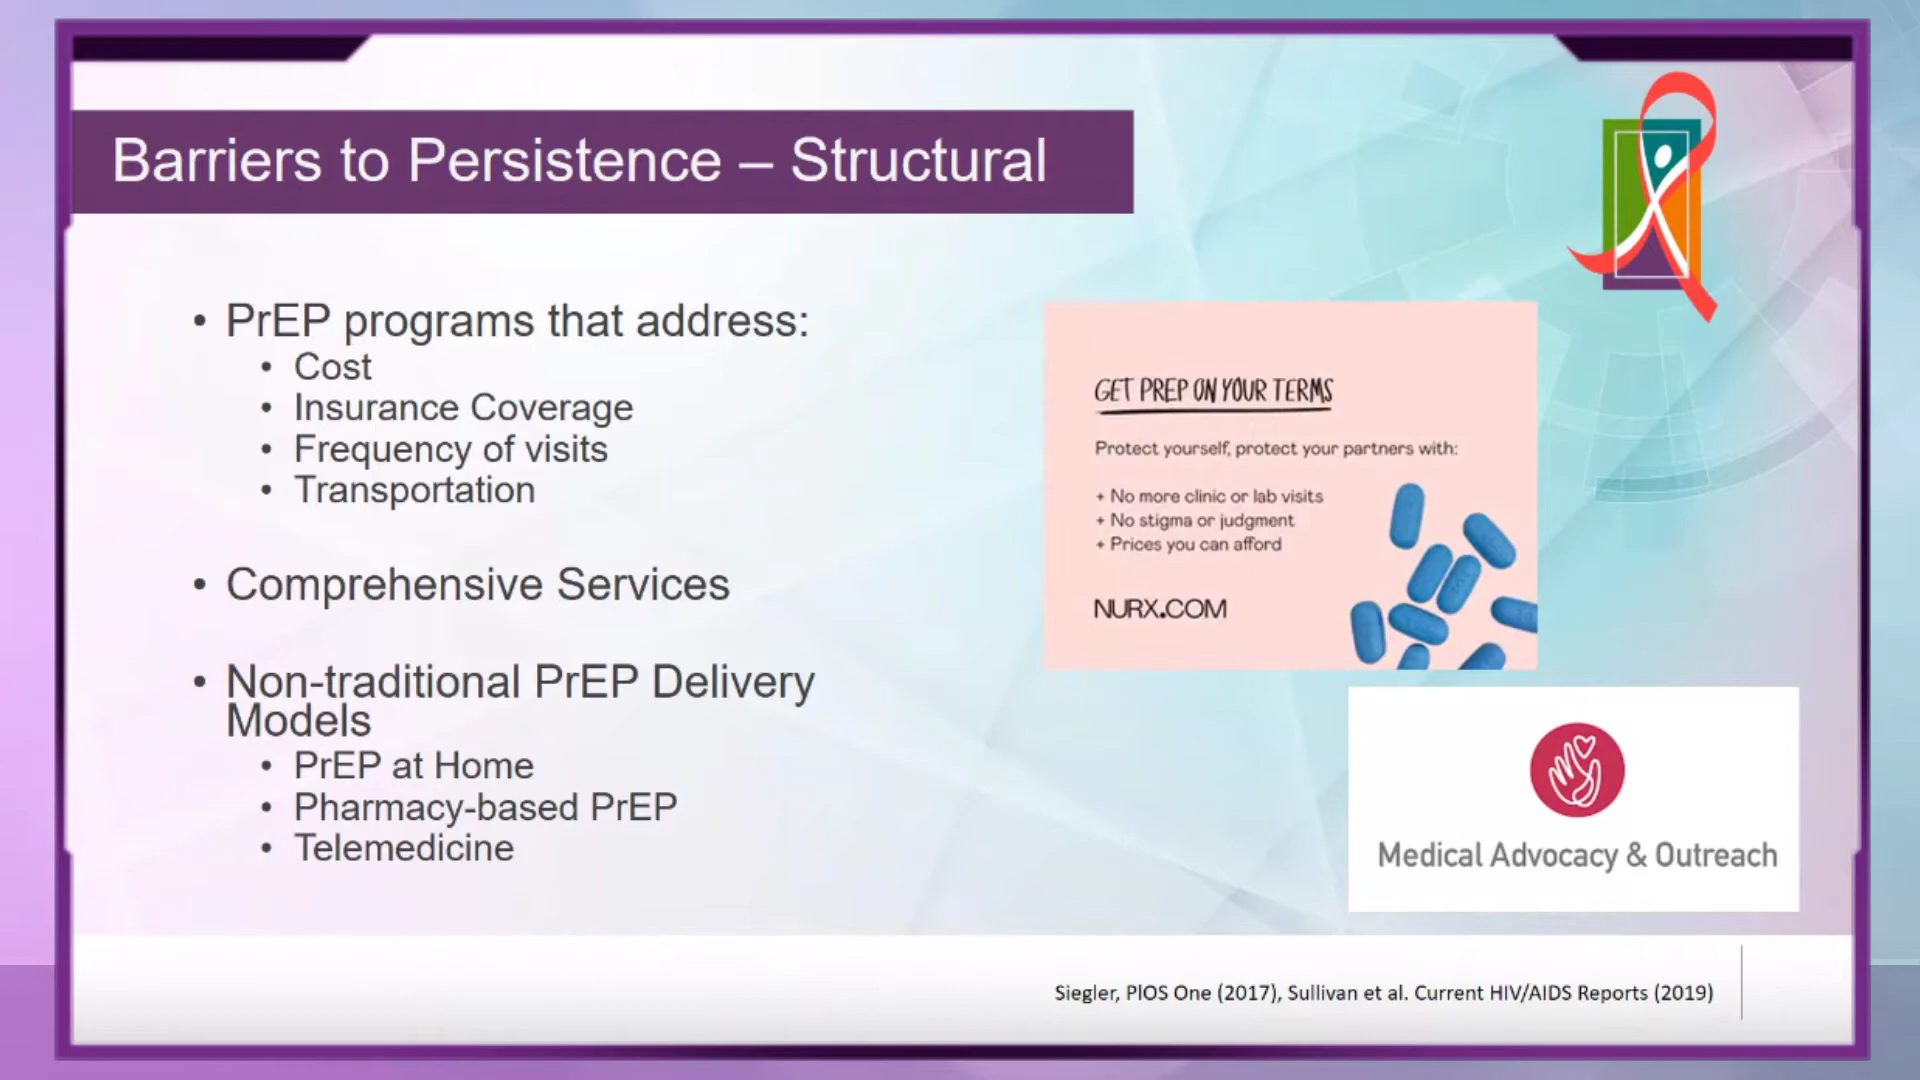 Barriers to Persistence – Structural
• PrEP programs that address:
• Cost
• Insurance Coverage
• Frequency of visits
• Transportation
• Comprehensive Services
• Non-traditional PrEP Delivery
Models
• PrEP at Home
• Pharmacy-based PrEP
• Telemedicine
GET PREP ON YOUR TERMS
Protect yourself, protect your partners with:
+ No more clinic or lab visits
+ No stigma or judgment
+ Prices you can afford
NURX.COM
Medical Advocacy & Outreach
Siegler, PlOS One (2017), Sullivan et al. Current HIV/AIDS Reports (2019)